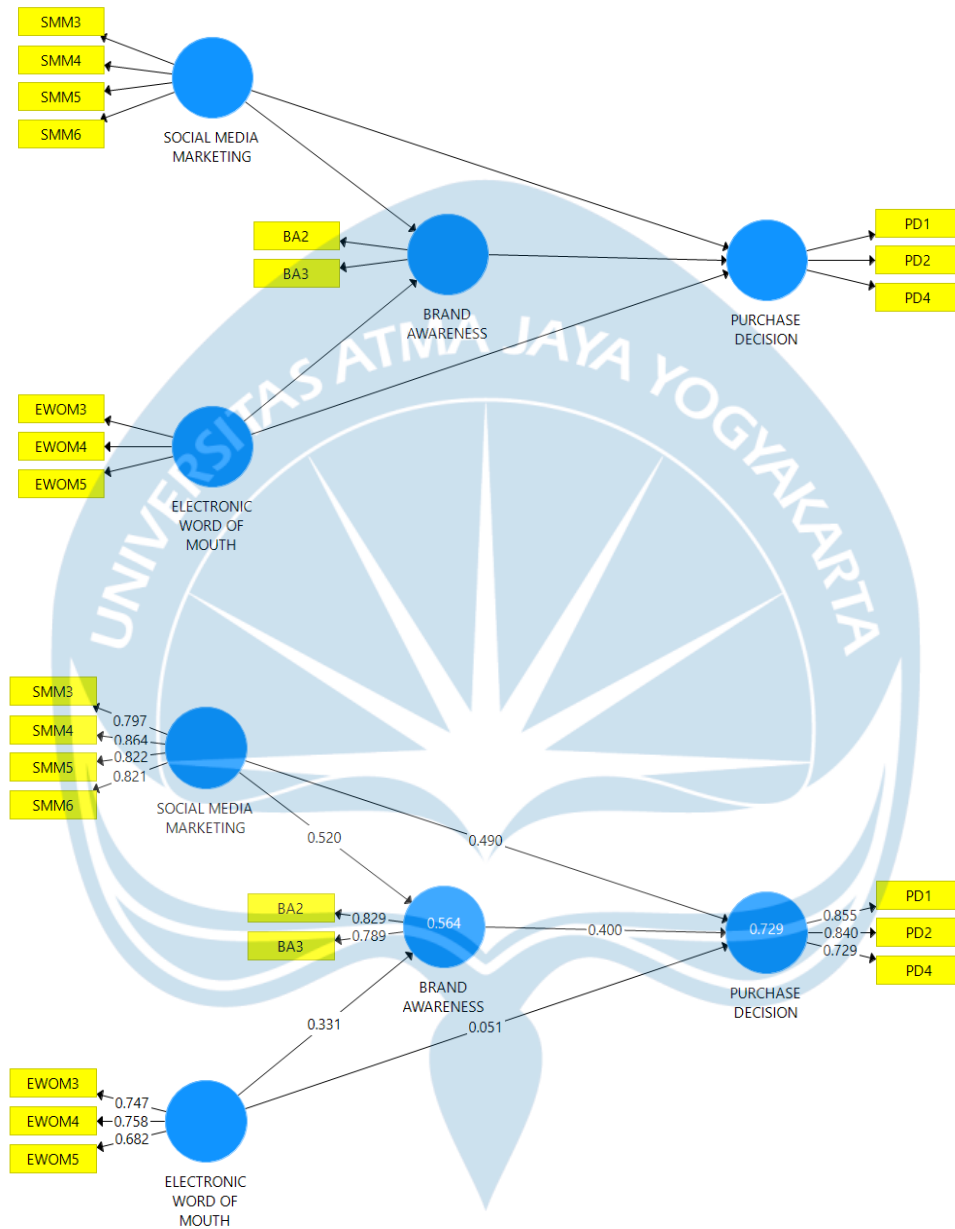 SMM3
SMM4
SMM5
SMM6
SOCIAL MEDIA
MARKETING
BA2
BA3
BRAND
AWARENESS
PD1
PD2
PD4
PURCHASE
DECISION
UNIVERSITAS ATMA JAYA YOGYAKARTA
EWOM3
EWOM4
EWOM5
ELECTRONIC
WORD OF
MOUTH
SMM3
SMM4
SMM5
SMM6
0.797
0.864
0.822
0.821
SOCIAL MEDIA
MARKETING
0.520
0.490
BA2
BA3
0.829
0.789
0.564
BRAND
AWARENESS
0.400
0.729
PURCHASE
DECISION
0.855
0.840
0.729
PD1
PD2
PD4
0.331
0.051
EWOM3
EWOM4
EWOM5
0.747
0.758
0.682
ELECTRONIC
WORD OF
MOUTH